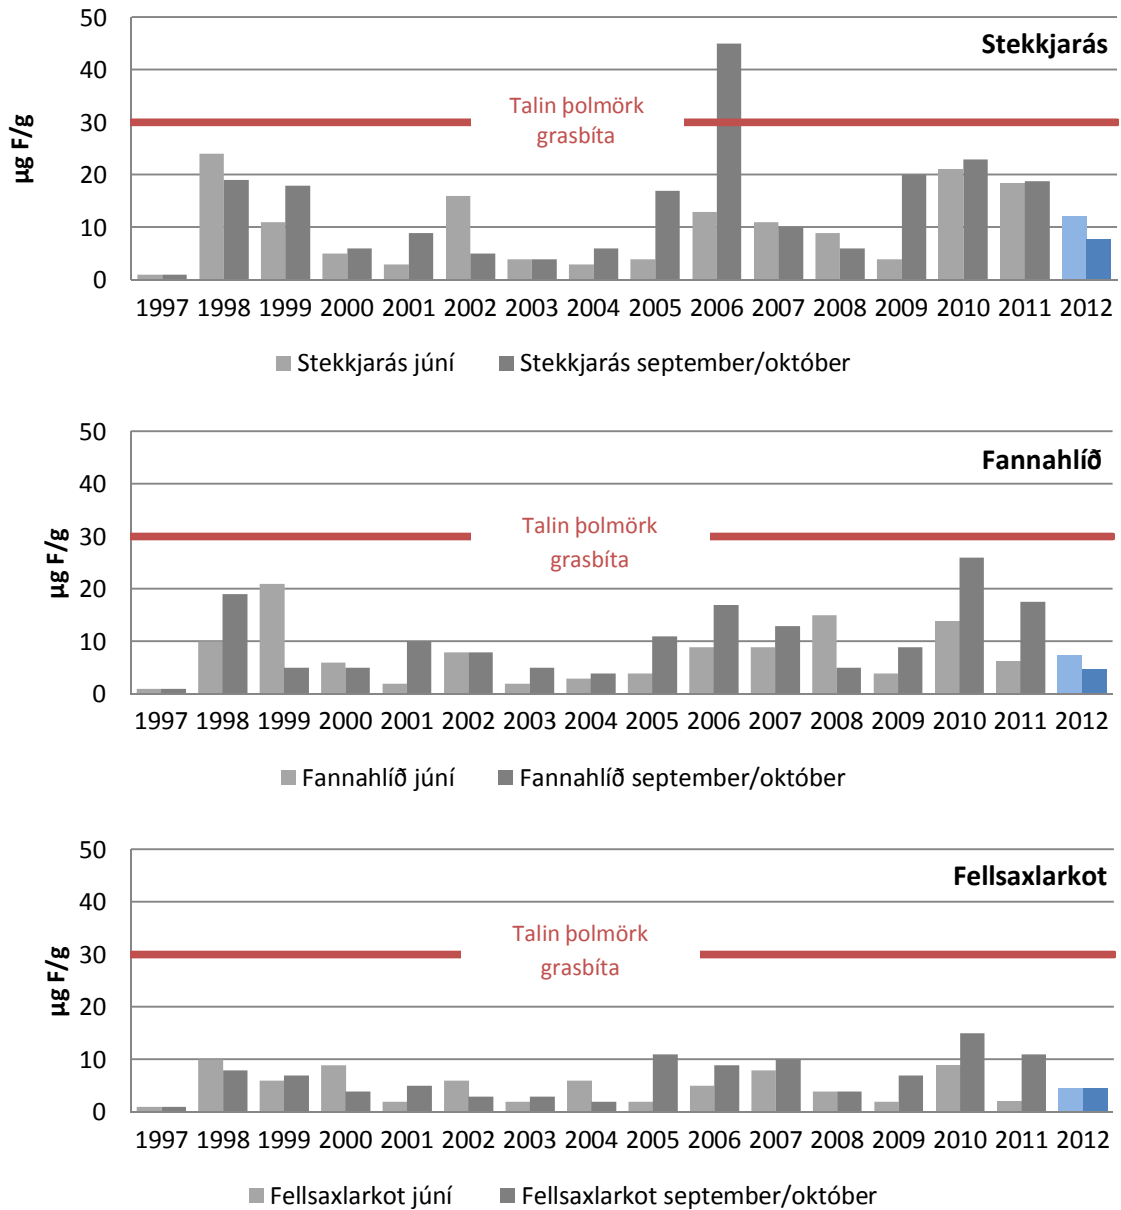 50
Stekkjarás
40
Talin þolmörk
grasbíta
30
µg F/g
20
10
0
1997 1998 1999 2000 2001 2002 2003 2004 2005 2006 2007 2008 2009 2010 2011 2012
Stekkjarás júní Stekkjarás september/október
50
Fannahlíð
40
Talin þolmörk
grasbíta
30
µg F/g
20
10
0
1997 1998 1999 2000 2001 2002 2003 2004 2005 2006 2007 2008 2009 2010 2011 2012
Fannahlíð júní Fannahlíð september/október
50
Fellsaxlarkot
40
Talin þolmörk
grasbíta
30
µg F/g
20
10
0
1997 1998 1999 2000 2001 2002 2003 2004 2005 2006 2007 2008 2009 2010 2011 2012
Fellsaxlarkot júní Fellsaxlarkot september/október